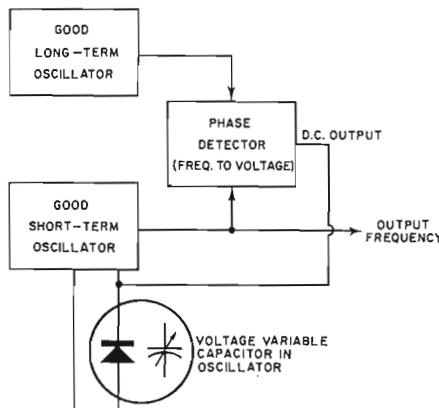 GOOD
LONG-TERM
OSCILLATOR
PHASE
DETECTOR
(FREQ. TO VOLTAGE)
D.C. OUTPUT
GOOD
SHORT-TERM
OSCILLATOR
OUTPUT
FREQUENCY
VOLTAGE VARIABLE
CAPACITOR IN
OSCILLATOR